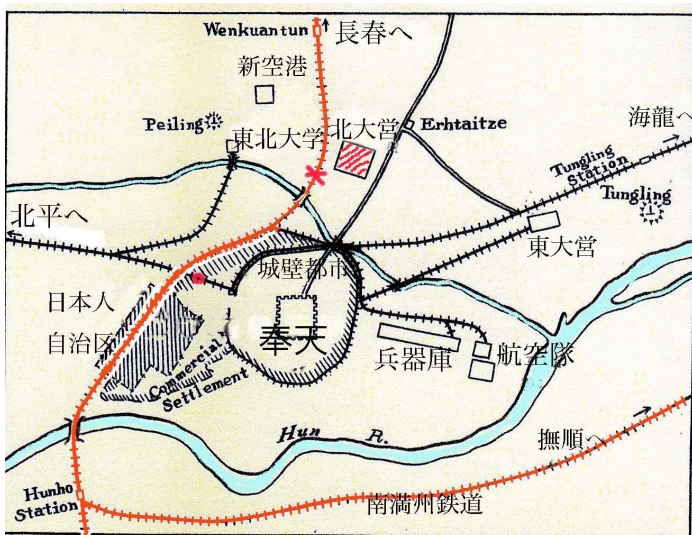 Wenkuantun
長春へ
新空港
Peiling
東北大学
北大営
Erhtaitze
海龍へ
Tungling
Station
Tungling
北平へ
東大営
城壁都市
日本人
自治区
奉天
兵器庫
航空隊
Commercial
Settlement
Hun R.
撫順へ
Hunho
Station
南満州鉄道